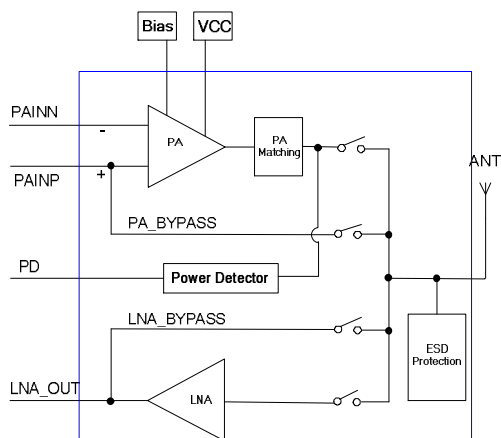 Bias
VCC
PAINN
-
PA
PA
Matching
ANT
PAINP
+
PA_BYPASS
PD
Power Detector
LNA_BYPASS
ESD
Protection
LNA_OUT
LNA